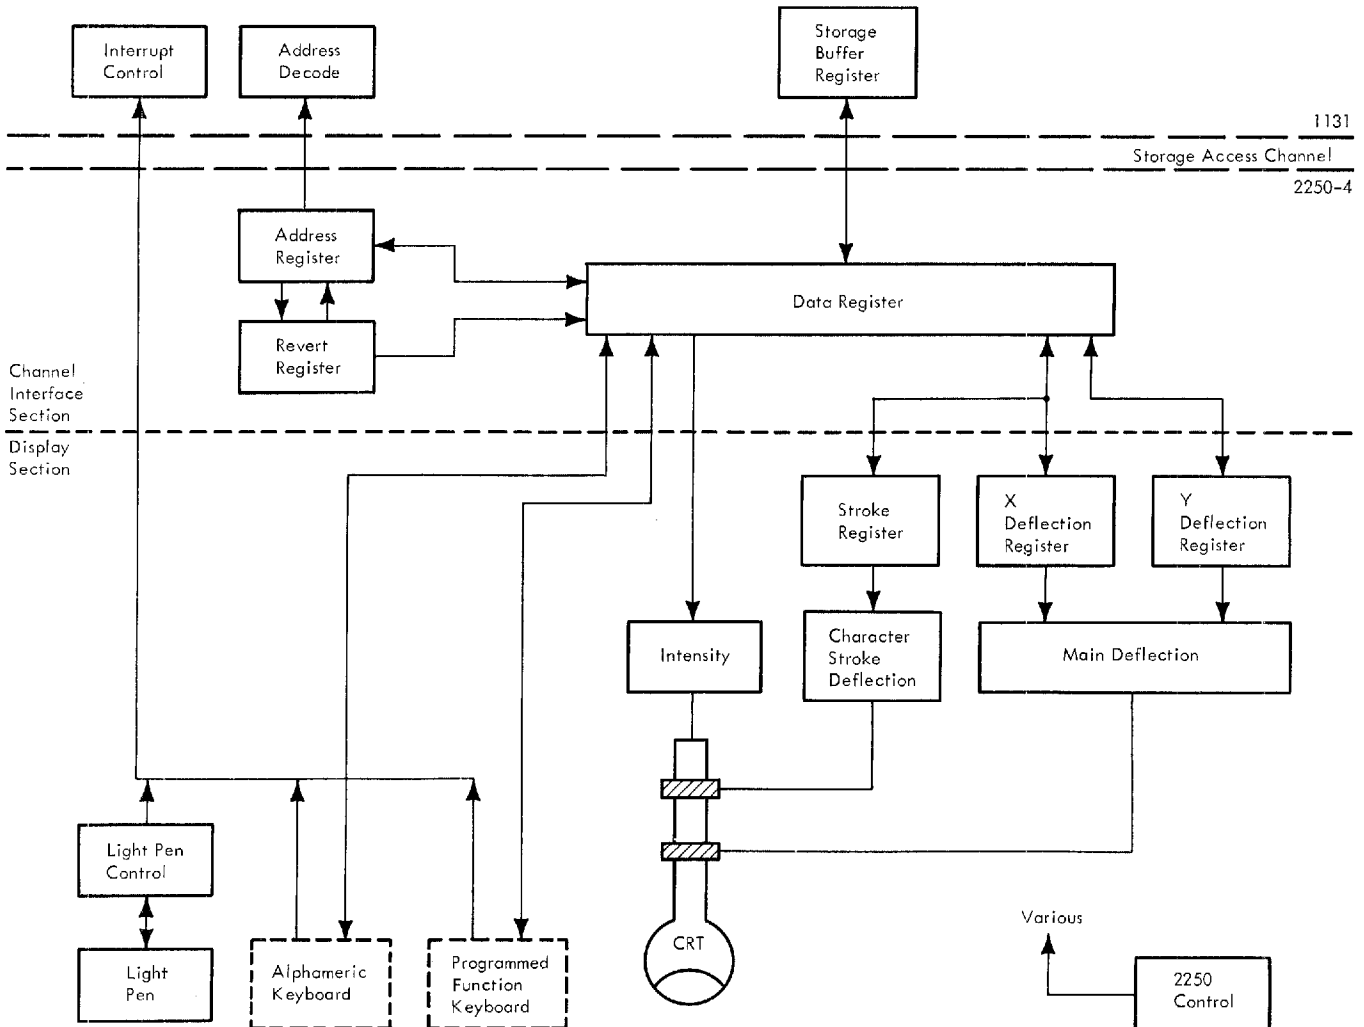 Interrupt
Control
Address
Decode
Storage
Buffer
Register
1131
Storage Access Channel
2250-4
Address
Register
Data Register
Revert
Register
Channel
Interface
Section
Display
Section
Stroke
Register
X
Deflection
Register
Y
Deflection
Register
Intensity
Character
Stroke
Deflection
Main Deflection
Light Pen
Control
Light
Pen
Alphameric
Keyboard
Programmed
Function
Keyboard
CRT
Various
2250
Control